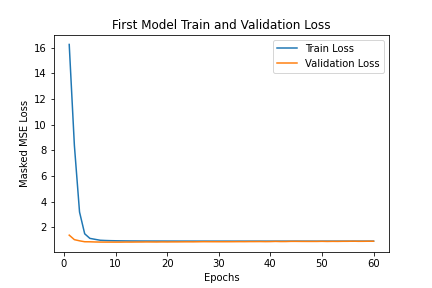 First Model Train and Validation Loss
Train Loss
Validation Loss
Masked MSE Loss
16
14
12
10
8
6
4
2
0 10 20 30 40 50 60
Epochs